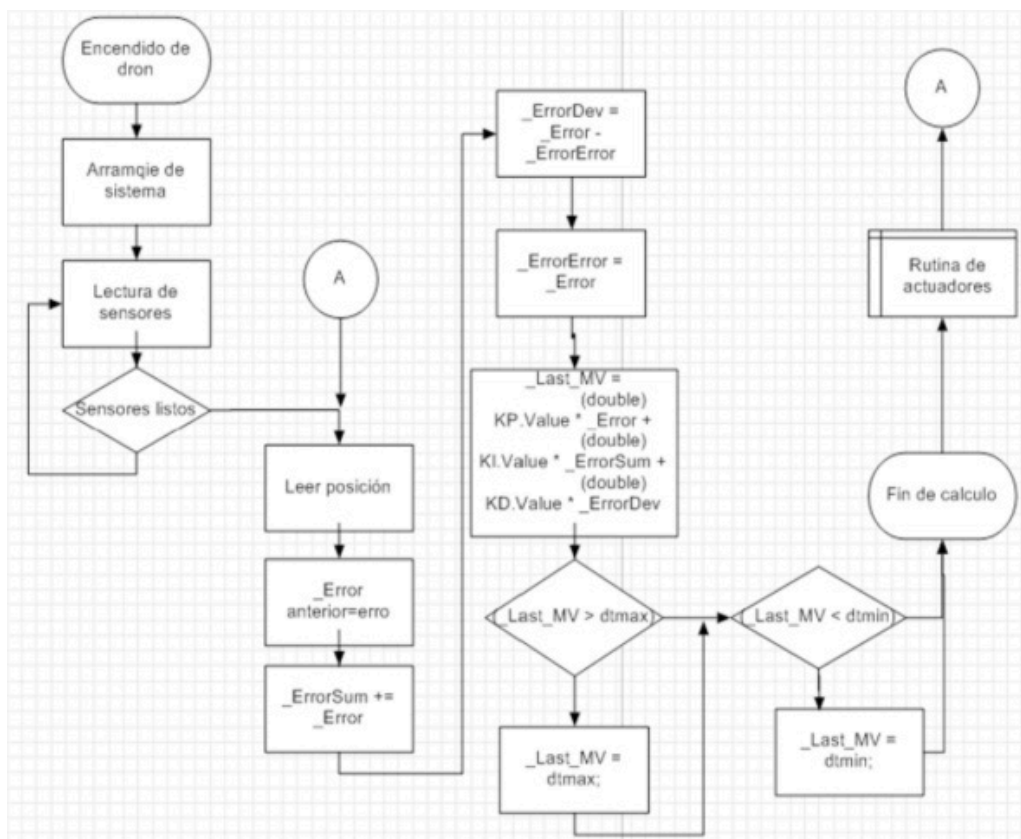 Encendido de
dron
Arramqie de
sistema
Lectura de
sensores
Sensores listos
A
Leer posición
_Error
anterior=erro
_ErrorSum +=
_Error
_ErrorDev =
_Error -
_ErrorError
_ErrorError =
_Error
_Last_MV =
(double)
KP.Value * _Error +
(double)
KI.Value * _ErrorSum +
(double)
KD.Value * _ErrorDev
(_Last_MV > dtmax)
_Last_MV =
dtmax;
(_Last_MV < dtmin)
_Last_MV =
dtmin;
Fin de calculo
Rutina de
actuadores
A